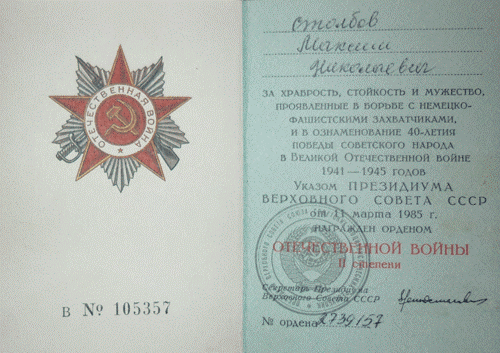 ОТЕЧЕСТВЕННАЯ ВОЙНА
В № 105357
Столбов
Максим
Николаевич
ЗА ХРАБРОСТЬ, СТОЙКОСТЬ И МУЖЕСТВО,
ПРОЯВЛЕННЫЕ В БОРЬБЕ С НЕМЕЦКО-
ФАШИСТСКИМИ ЗАХВАТЧИКАМИ,
И В ОЗНАМЕНОВАНИЕ 40-ЛЕТИЯ
ПОБЕДЫ СОВЕТСКОГО НАРОДА
В ВЕЛИКОЙ ОТЕЧЕСТВЕННОЙ ВОЙНЕ
1941—1945 ГОДОВ
УКАЗОМ ПРЕЗИДИУМА
ВЕРХОВНОГО СОВЕТА СССР
от 11 марта 1985 г.
НАГРАЖДЕН ОРДЕНОМ
ОТЕЧЕСТВЕННОЙ ВОЙНЫ
II степени
Секретарь Президиума
Верховного Совета СССР
№ ордена 2739157